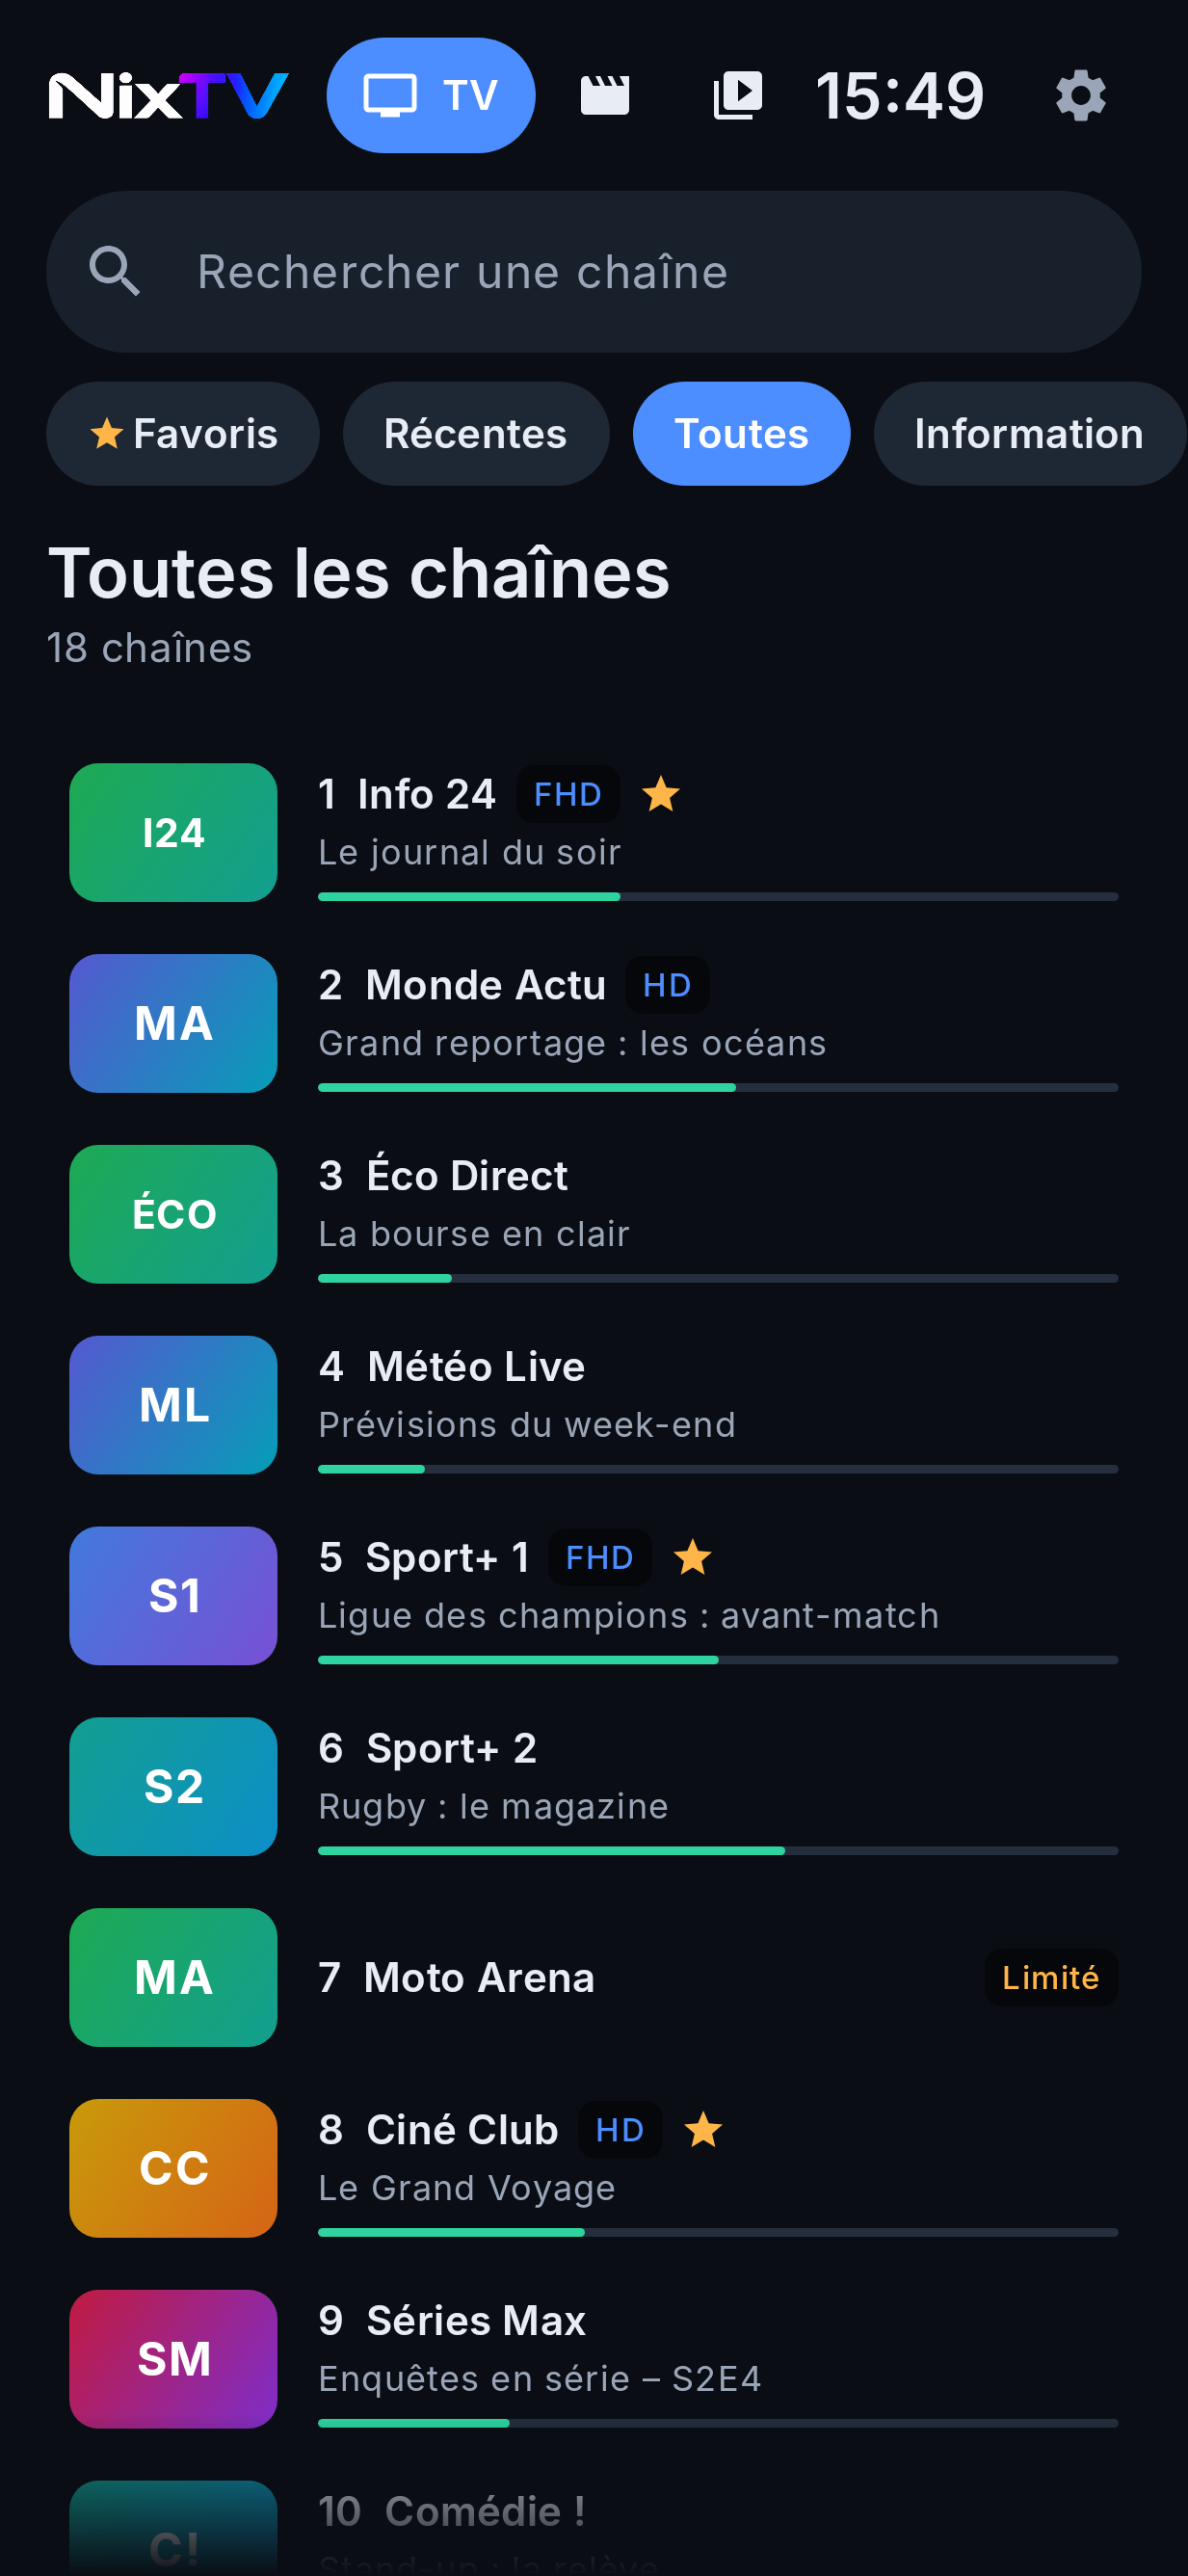 NixTV TV 15:49
Rechercher une chaîne
Favoris Récentes Toutes Information
Toutes les chaînes
18 chaînes
I24 1 Info 24 FHD
Le journal du soir
MA 2 Monde Actu HD
Grand reportage : les océans
ÉCO 3 Éco Direct
La bourse en clair
ML 4 Météo Live
Prévisions du week-end
S1 5 Sport+ 1 FHD
Ligue des champions : avant-match
S2 6 Sport+ 2
Rugby : le magazine
MA 7 Moto Arena Limité
CC 8 Ciné Club HD
Le Grand Voyage
SM 9 Séries Max
Enquêtes en série – S2E4
C! 10 Comédie !
Stand-up : la relève